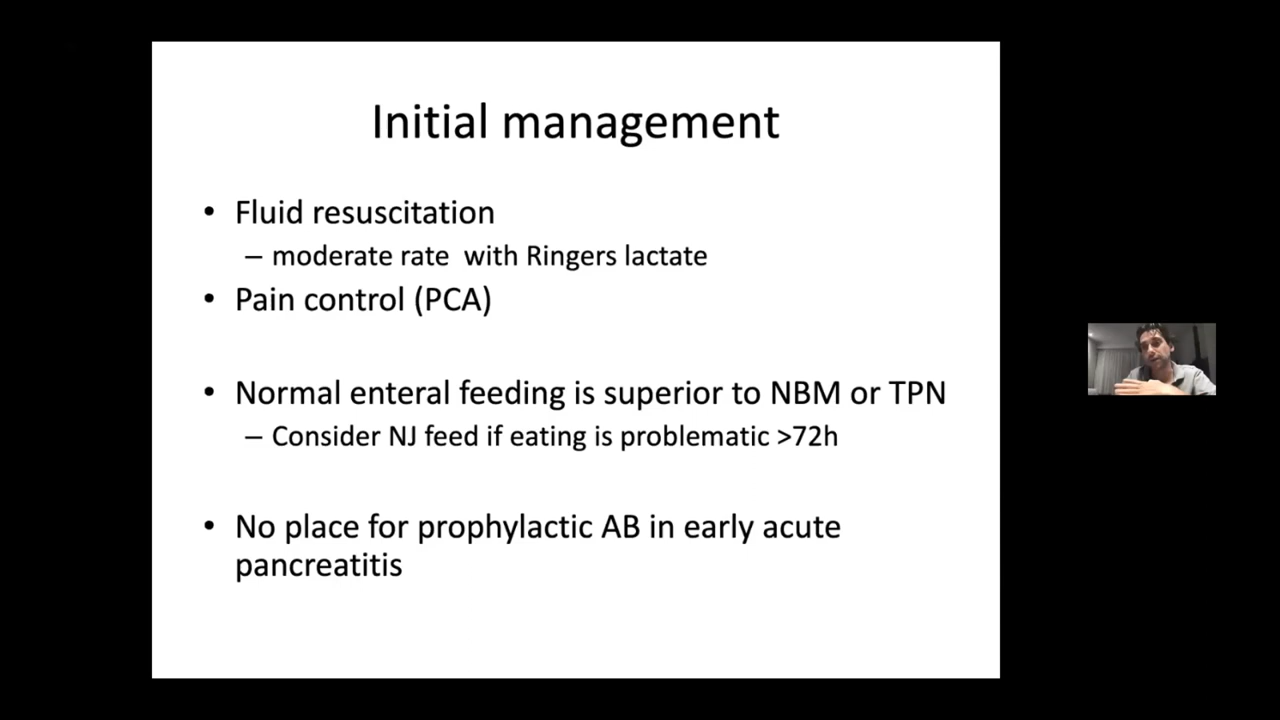 Initial management
• Fluid resuscitation
– moderate rate  with Ringers lactate
• Pain control (PCA)
• Normal enteral feeding is superior to NBM or TPN
– Consider NJ feed if eating is problematic >72h
• No place for prophylactic AB in early acute
pancreatitis